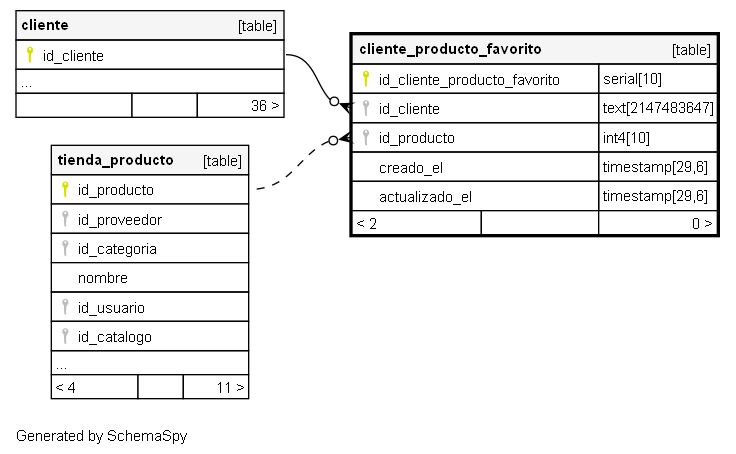 cliente [table]
id_cliente
...
36 >
cliente_producto_favorito [table]
id_cliente_producto_favorito serial[10]
id_cliente text[2147483647]
id_producto int4[10]
creado_el timestamp[29,6]
actualizado_el timestamp[29,6]
< 2 0 >
tienda_producto [table]
id_producto
id_proveedor
id_categoria
nombre
id_usuario
id_catalogo
...
< 4 11 >
Generated by SchemaSpy